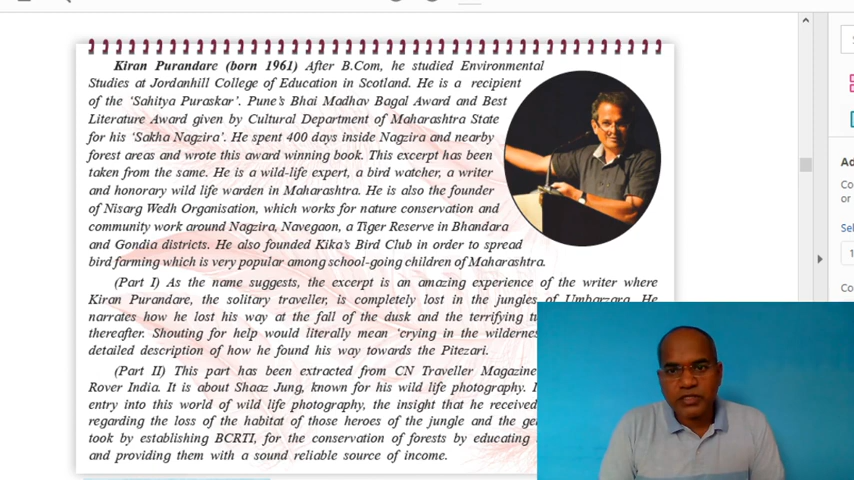 Kiran Purandare (born 1961) After B.Com, he studied Environmental
Studies at Jordanhill College of Education in Scotland. He is a recipient
of the ‘Sahitya Puraskar’. Pune’s Bhai Madhav Bagal Award and Best
Literature Award given by Cultural Department of Maharashtra State
for his ‘Sakha Nagzira’. He spent 400 days inside Nagzira and nearby
forest areas and wrote this award winning book. This excerpt has been
taken from the same. He is a wild-life expert, a bird watcher, a writer
and honorary wild life warden in Maharashtra. He is also the founder
of Nisarg Wedh Organisation, which works for nature conservation and
community work around Nagzira, Navegaon, a Tiger Reserve in Bhandara
and Gondia districts. He also founded Kika’s Bird Club in order to spread
bird farming which is very popular among school-going children of Maharashtra.
(Part I) As the name suggests, the excerpt is an amazing experience of the writer where
Kiran Purandare, the solitary traveller, is completely lost in the jungles of Umbarzara. He
narrates how he lost his way at the fall of the dusk and the terrifying
thereafter. Shouting for help would literally mean ‘crying in the
detailed description of how he found his way towards the Pitezari.
(Part II) This part has been extracted from CN Traveller Magazine
Rover India. It is about Shaaz Jung, known for his wild life photography.
entry into this world of wild life photography, the insight that he received
regarding the loss of the habitat of those heroes of the jungle and the
took by establishing BCRTI, for the conservation of forests by educating
and providing them with a sound reliable source of income.
Ad
Co
or
Sel
1
Co